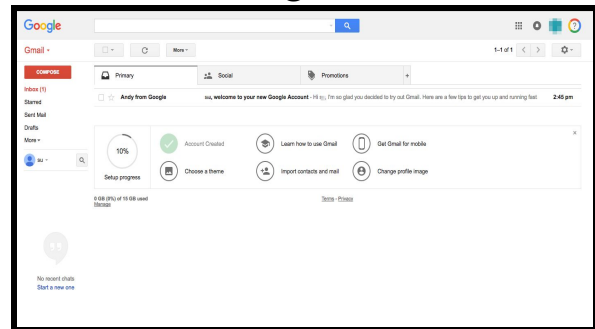 Google
Gmail
More
1–1 of 1
COMPOSE
Primary
Social
Promotions
+
Inbox (1)
Starred
Sent Mail
Drafts
More
su
Andy from Google
su, welcome to your new Google Account - Hi su, I'm so glad you decided to try out Gmail. Here are a few tips to get you up and running fast
2:45 pm
10%
Setup progress
Account Created
Learn how to use Gmail
Get Gmail for mobile
Choose a theme
Import contacts and mail
Change profile image
x
0 GB (0%) of 15 GB used
Manage
Terms - Privacy
No recent chats
Start a new one